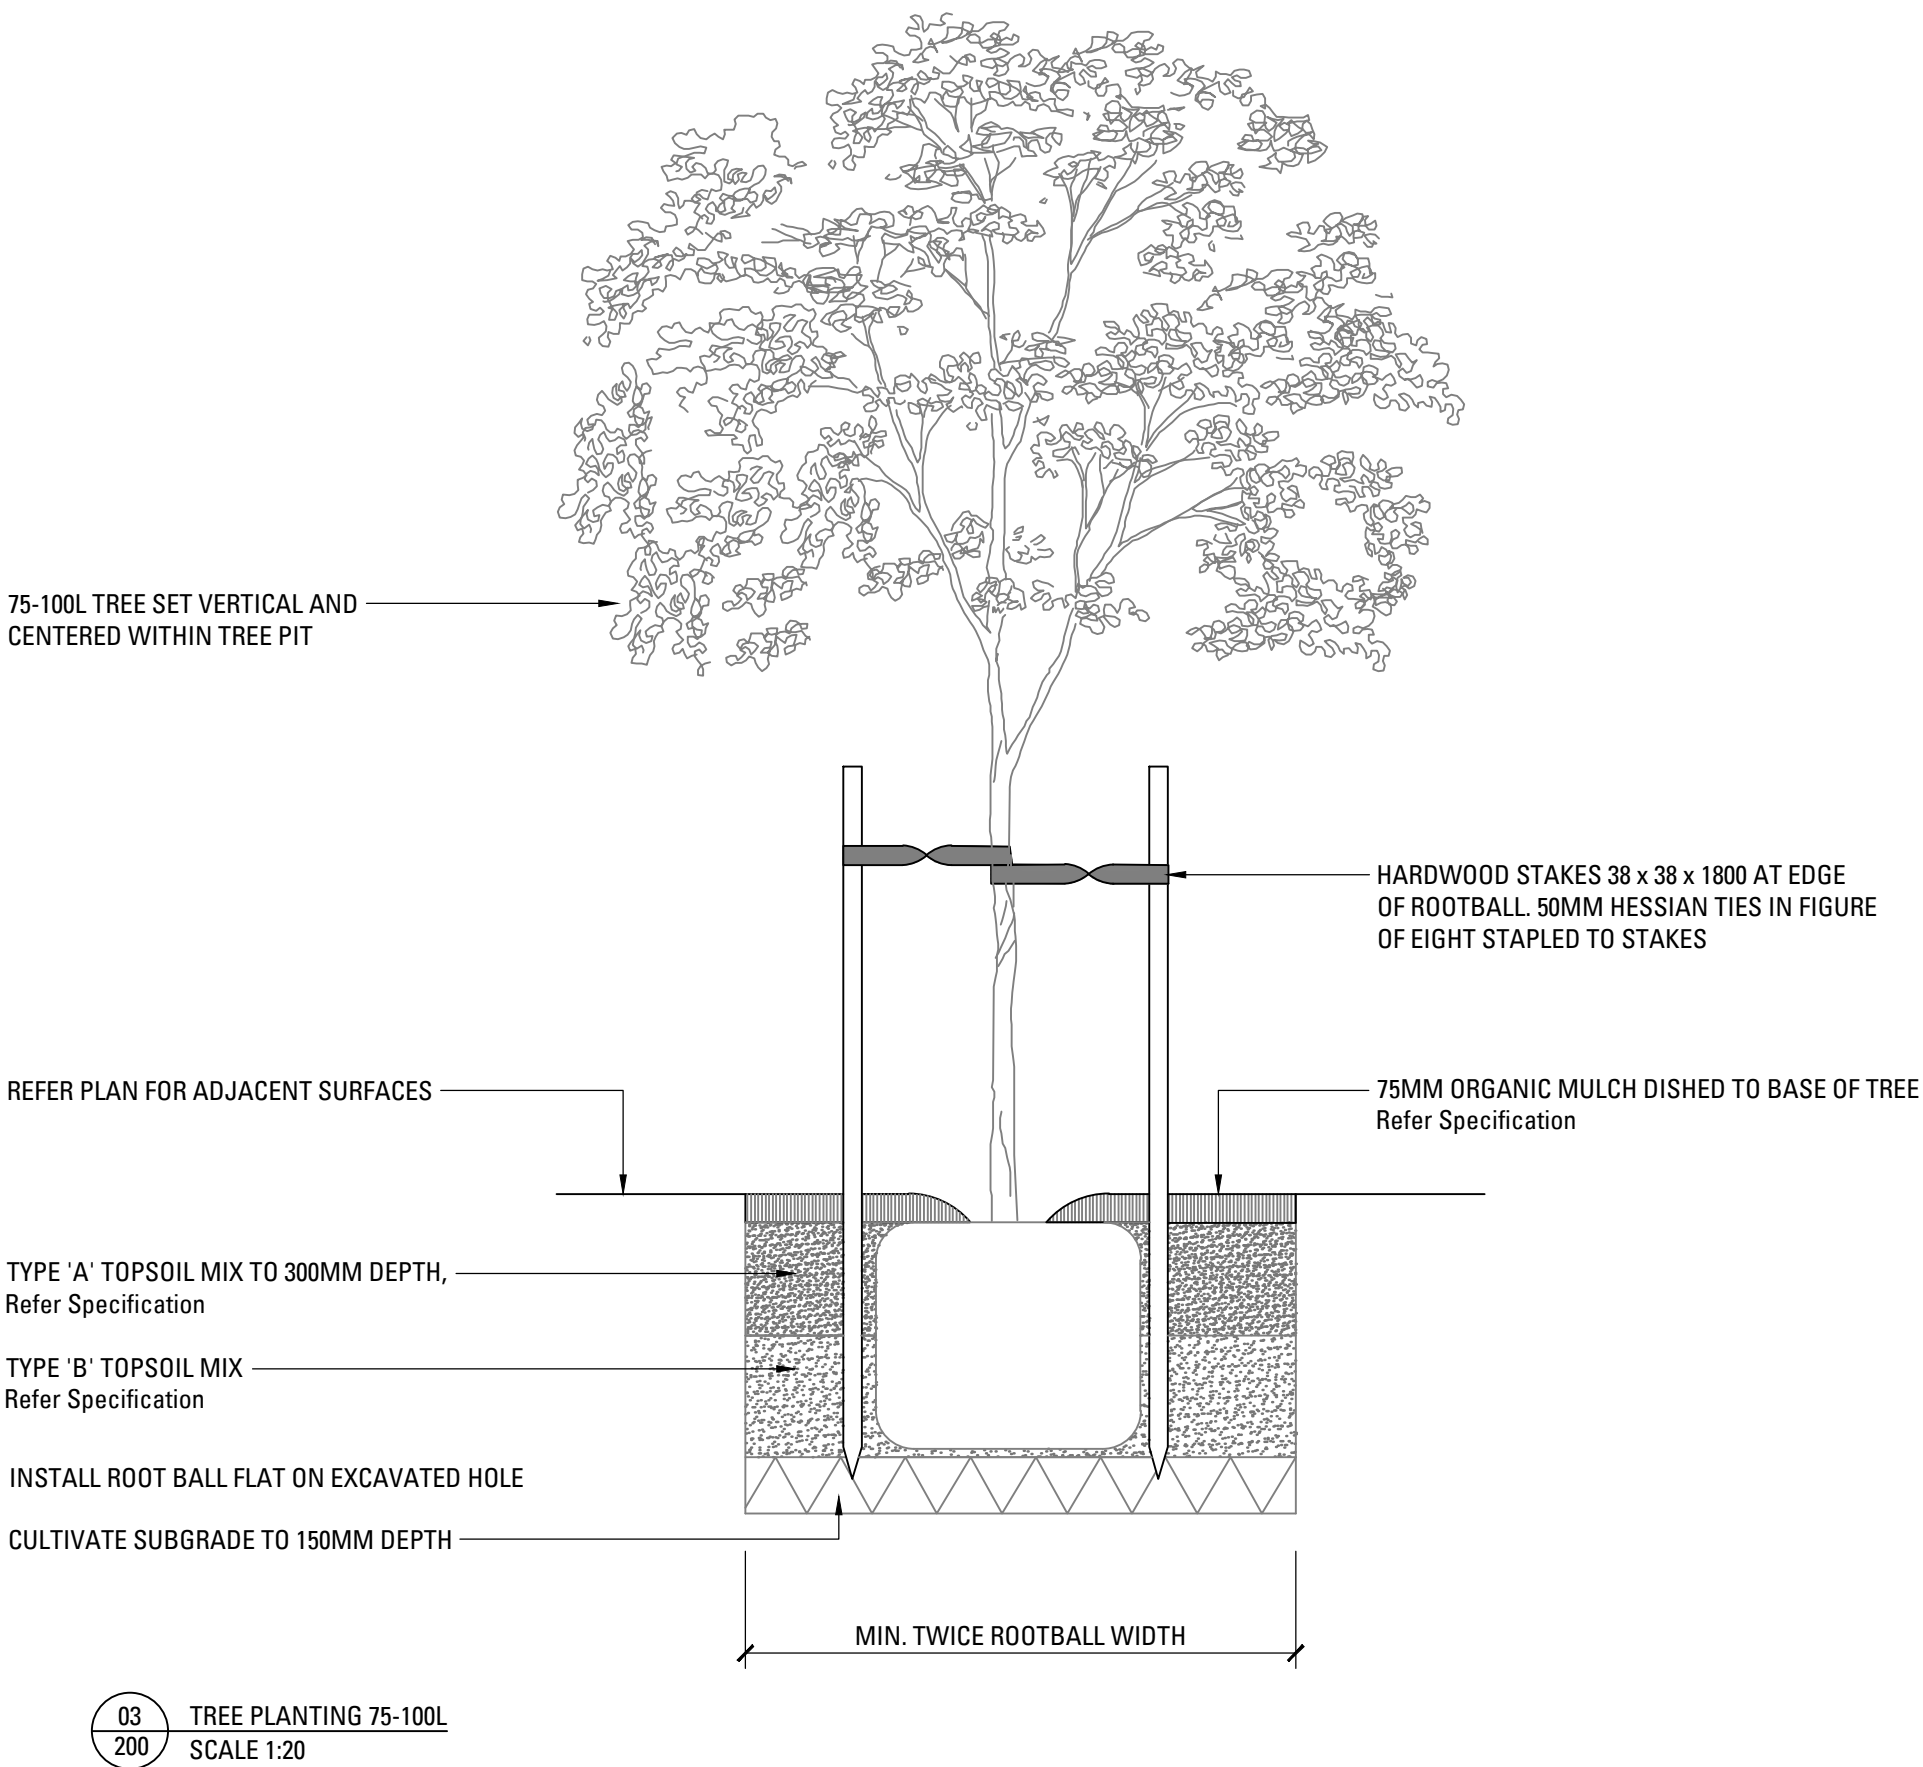 75-100L TREE SET VERTICAL AND
CENTERED WITHIN TREE PIT
HARDWOOD STAKES 38 x 38 x 1800 AT EDGE
OF ROOTBALL. 50MM HESSIAN TIES IN FIGURE
OF EIGHT STAPLED TO STAKES
REFER PLAN FOR ADJACENT SURFACES
75MM ORGANIC MULCH DISHED TO BASE OF TREE
Refer Specification
TYPE 'A' TOPSOIL MIX TO 300MM DEPTH,
Refer Specification
TYPE 'B' TOPSOIL MIX
Refer Specification
INSTALL ROOT BALL FLAT ON EXCAVATED HOLE
CULTIVATE SUBGRADE TO 150MM DEPTH
MIN. TWICE ROOTBALL WIDTH
03
200
TREE PLANTING 75-100L
SCALE 1:20